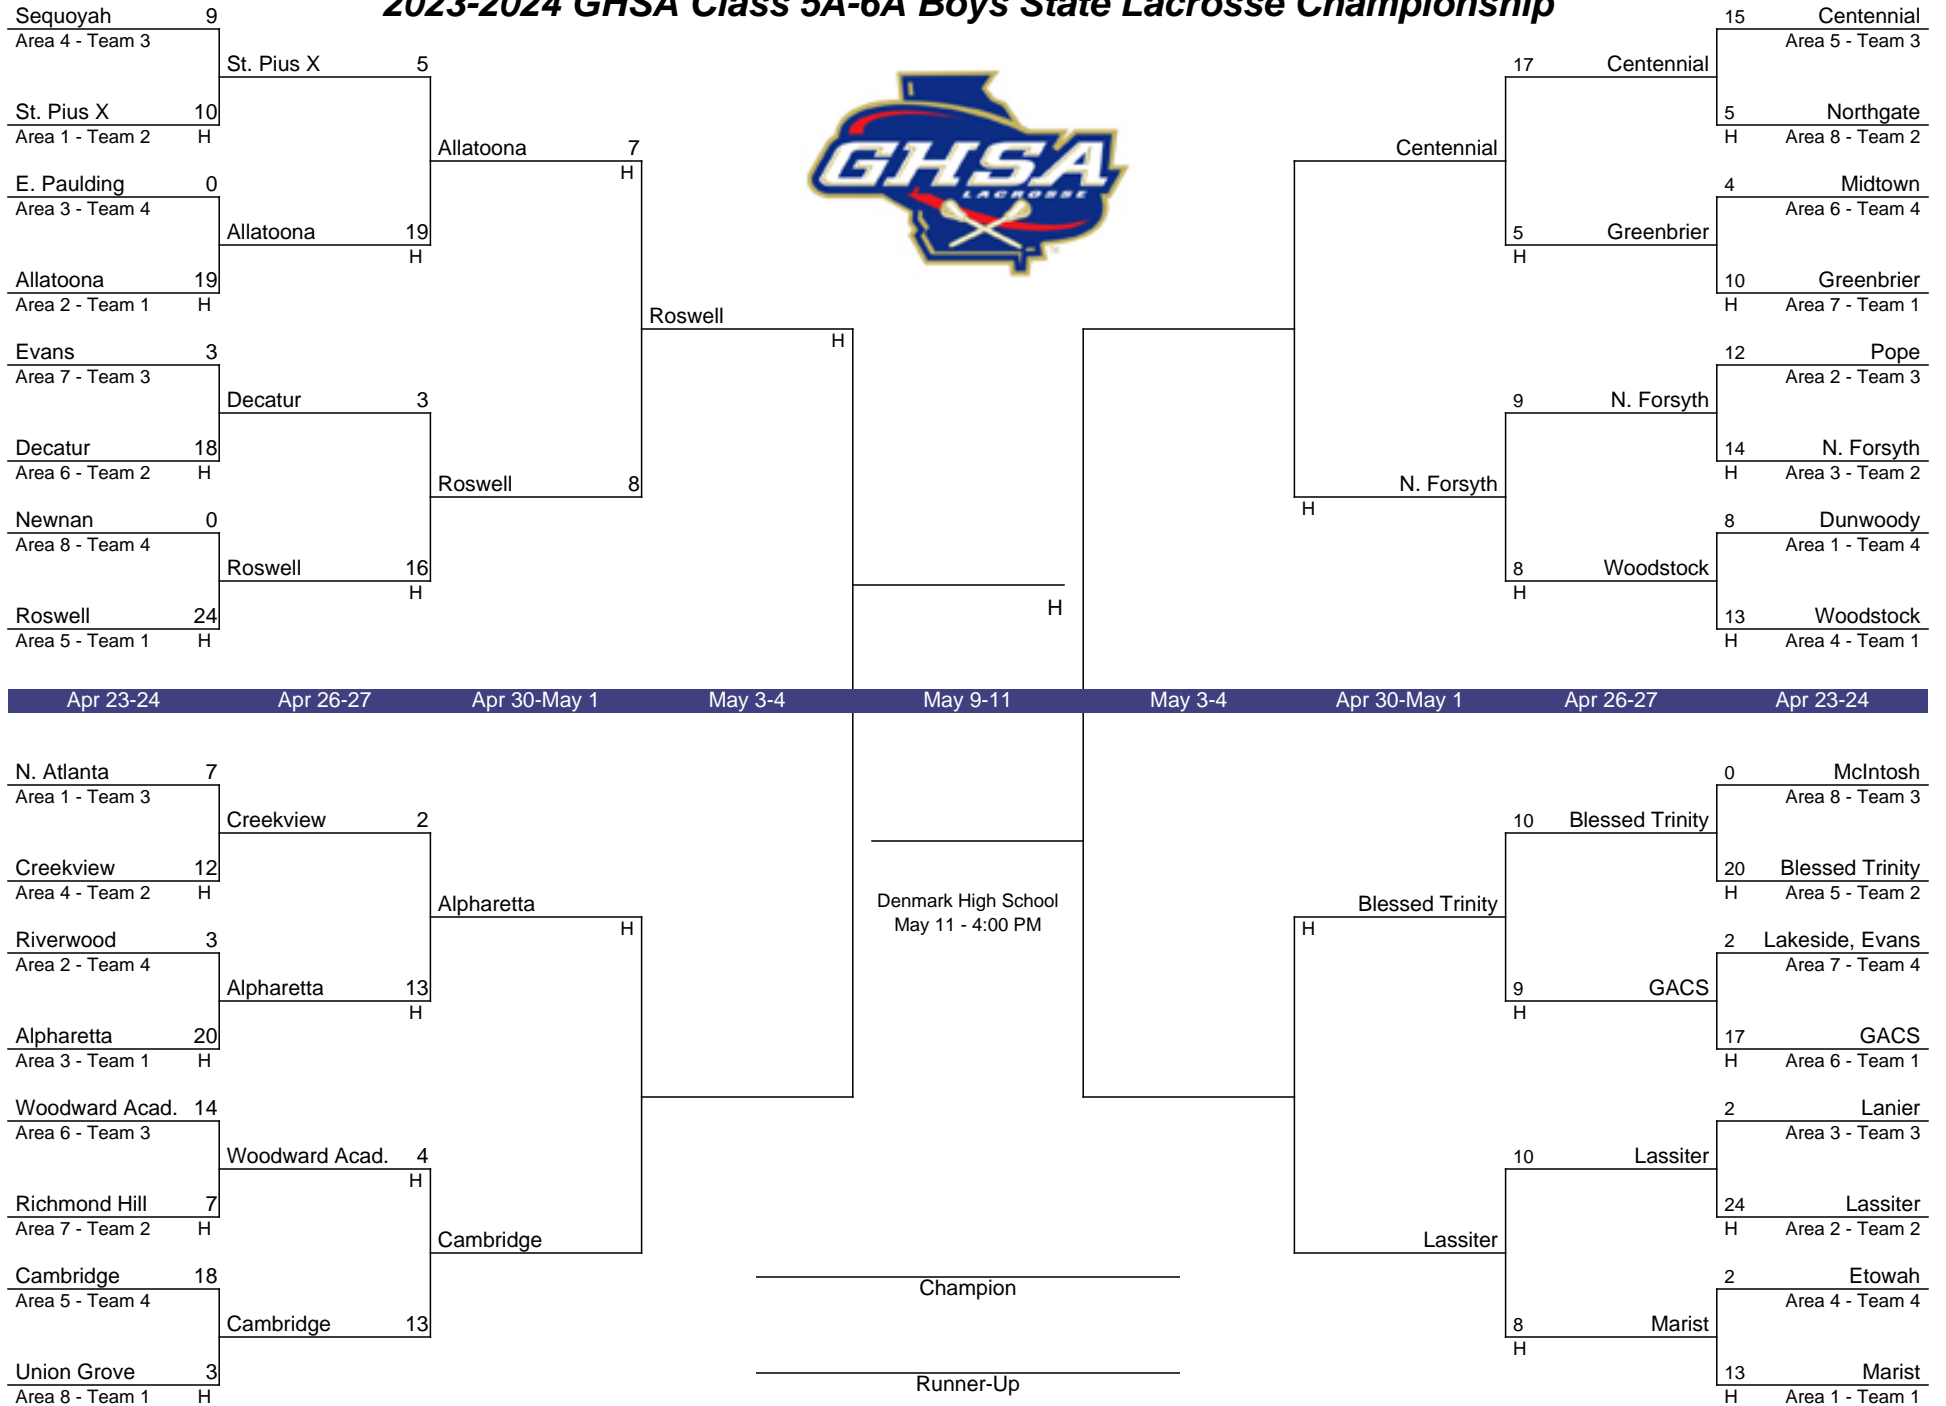 2023-2024 GHSA Class 5A-6A Boys State Lacrosse Championship
Sequoyah 9
Area 4 - Team 3
St. Pius X 5
St. Pius X 10
Area 1 - Team 2 H
Allatoona 7
H
E. Paulding 0
Area 3 - Team 4
Allatoona 19
H
Allatoona 19
Area 2 - Team 1 H
Roswell
H
Evans 3
Area 7 - Team 3
Decatur 3
Decatur 18
Area 6 - Team 2 H
Roswell 8
Newnan 0
Area 8 - Team 4
Roswell 16
H
Roswell 24
Area 5 - Team 1 H
GHSA
LACROSSE
H
15 Centennial
Area 5 - Team 3
17 Centennial
5 Northgate
H Area 8 - Team 2
Centennial
4 Midtown
Area 6 - Team 4
5 Greenbrier
H
10 Greenbrier
H Area 7 - Team 1
12 Pope
Area 2 - Team 3
9 N. Forsyth
14 N. Forsyth
H Area 3 - Team 2
N. Forsyth
H
8 Dunwoody
Area 1 - Team 4
8 Woodstock
H
13 Woodstock
H Area 4 - Team 1
Apr 23-24 Apr 26-27 Apr 30-May 1 May 3-4 May 9-11 May 3-4 Apr 30-May 1 Apr 26-27 Apr 23-24
N. Atlanta 7
Area 1 - Team 3
Creekview 2
Creekview 12
Area 4 - Team 2 H
Alpharetta
H
Riverwood 3
Area 2 - Team 4
Alpharetta 13
H
Alpharetta 20
Area 3 - Team 1 H
Woodward Acad. 14
Area 6 - Team 3
Woodward Acad. 4
H
Richmond Hill 7
Area 7 - Team 2 H
Cambridge
Cambridge 18
Area 5 - Team 4
Cambridge 13
Union Grove 3
Area 8 - Team 1 H
Denmark High School
May 11 - 4:00 PM
Champion
Runner-Up
0 McIntosh
Area 8 - Team 3
10 Blessed Trinity
20 Blessed Trinity
H Area 5 - Team 2
Blessed Trinity
H
2 Lakeside, Evans
Area 7 - Team 4
9 GACS
H
17 GACS
H Area 6 - Team 1
2 Lanier
Area 3 - Team 3
10 Lassiter
24 Lassiter
H Area 2 - Team 2
Lassiter
2 Etowah
Area 4 - Team 4
8 Marist
H
13 Marist
H Area 1 - Team 1